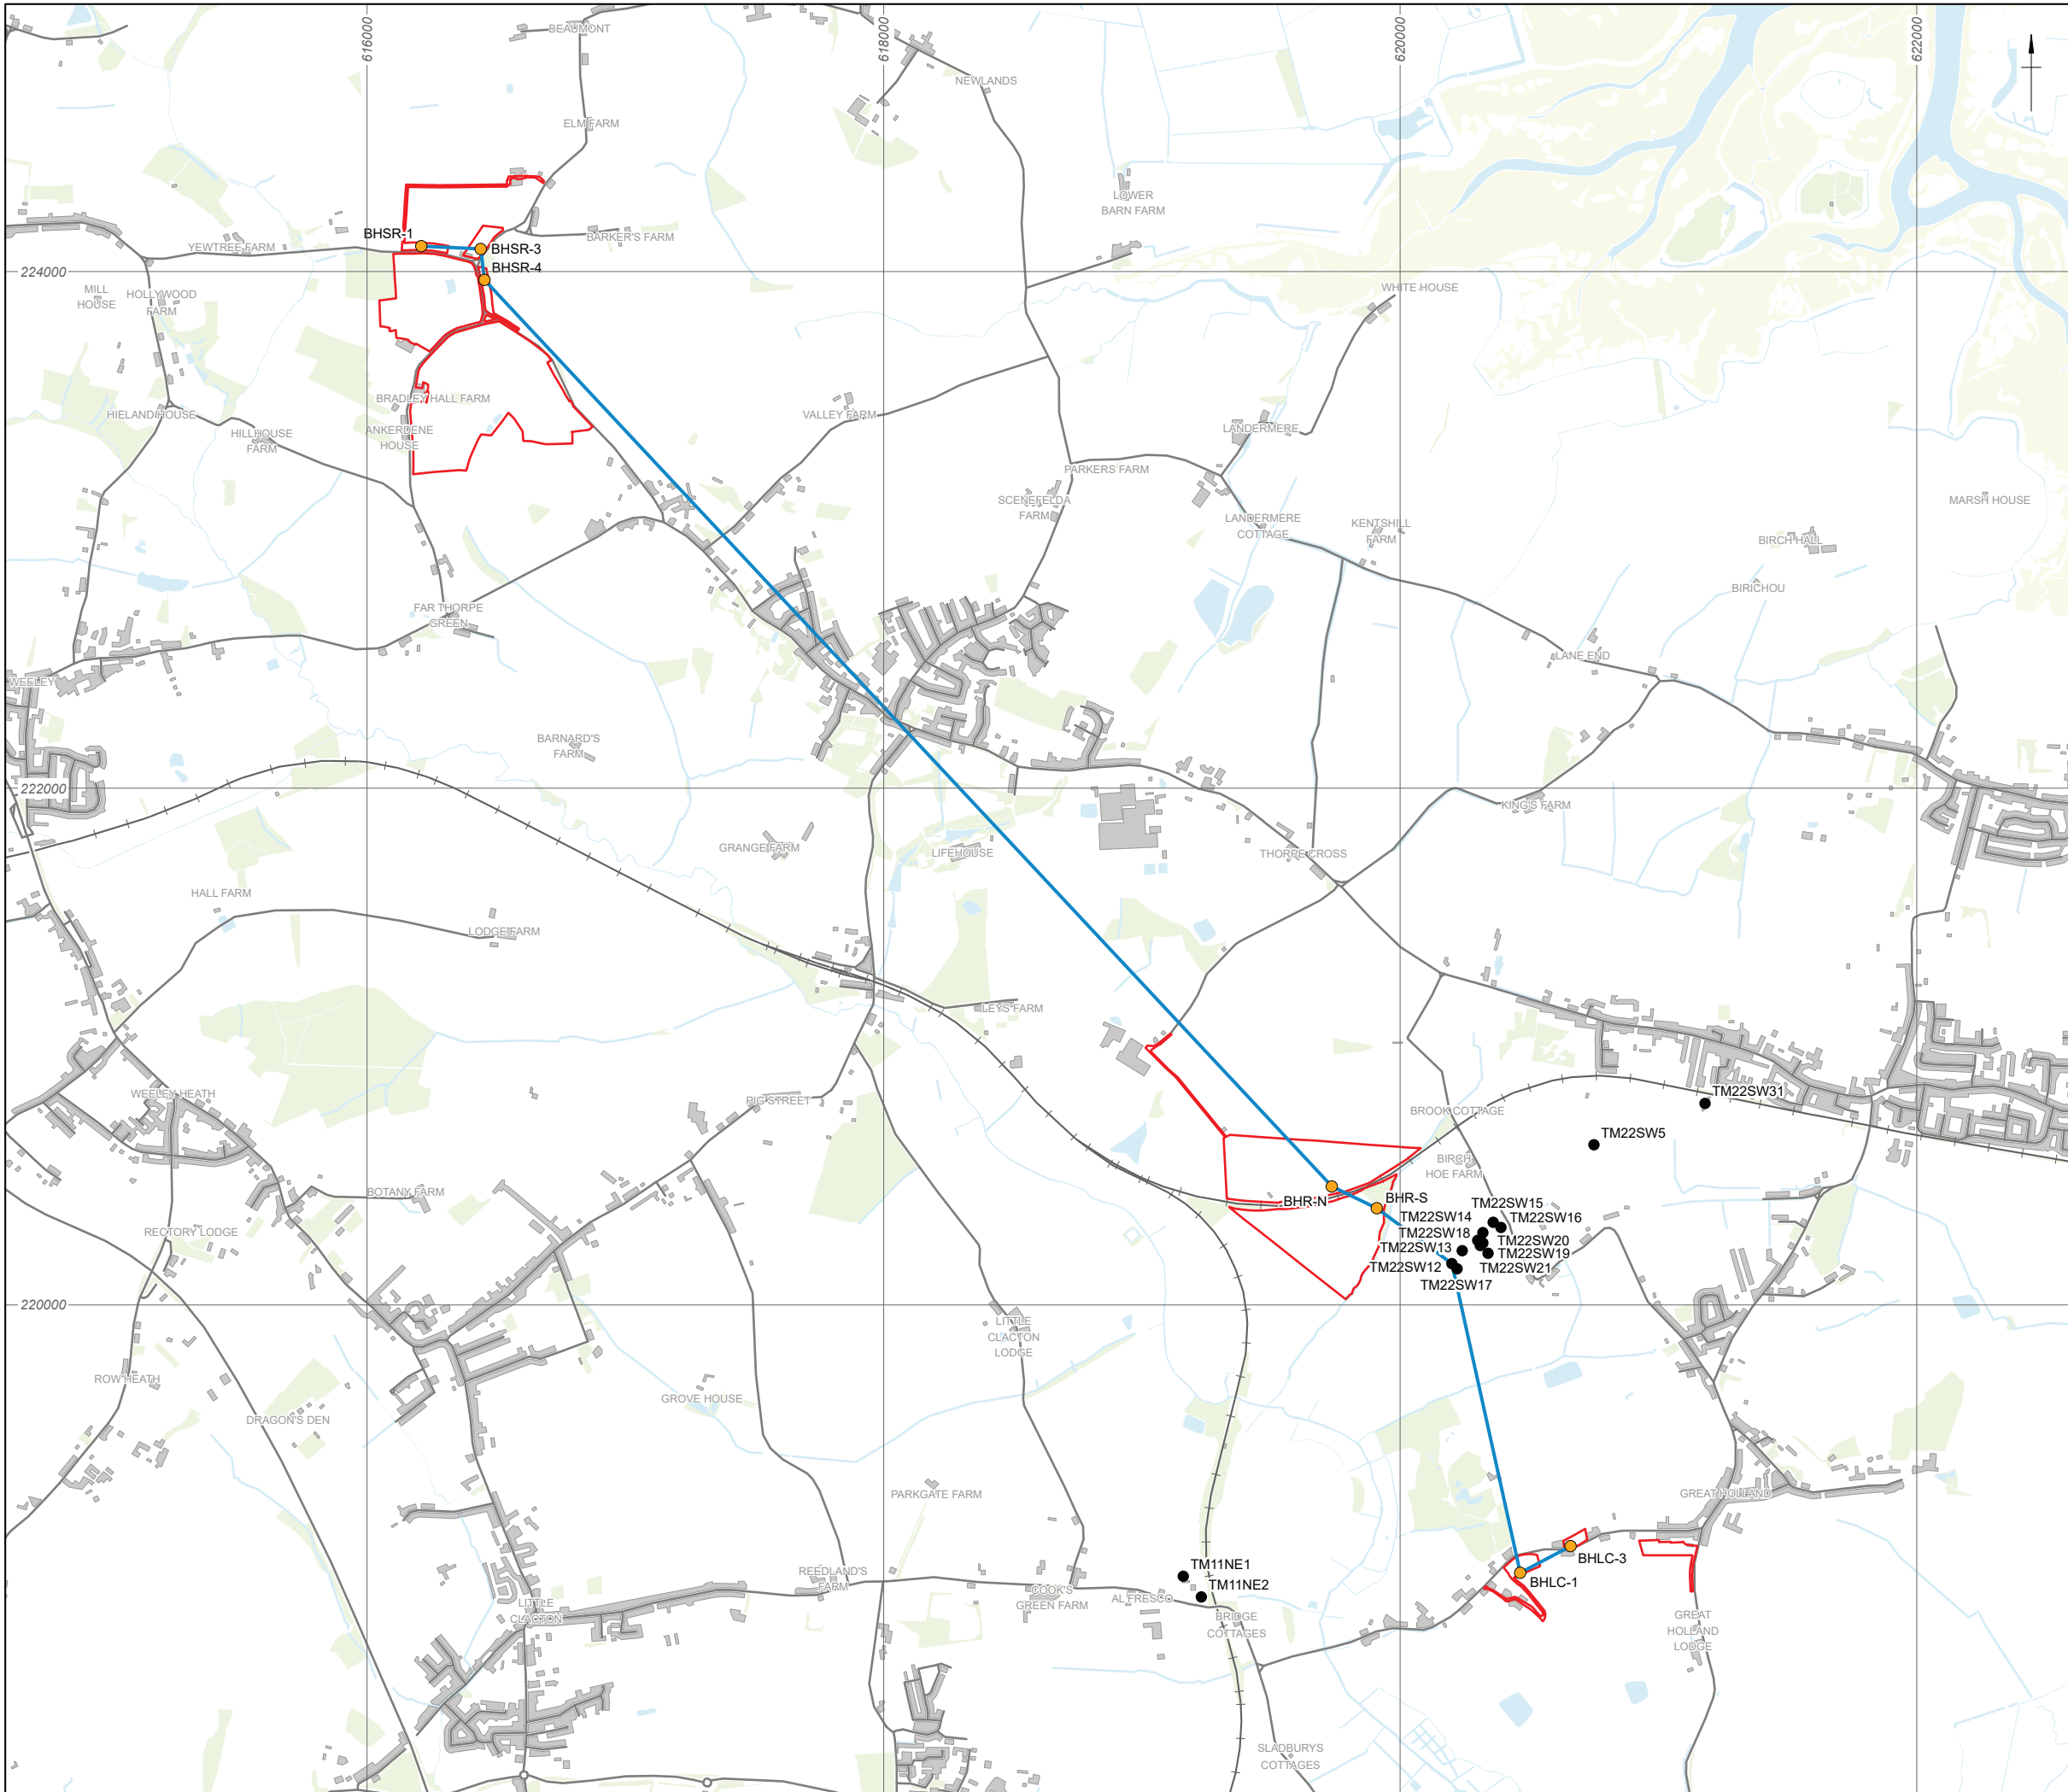 616000
618000
620000
622000
BEAUMONT
NEWLANDS
ELM FARM
LOWER
BARN FARM
BHSR-1
YEWTREE FARM
BHSR-3
BARKER'S FARM
BHSR-4
224000
MILL
HOUSE
HOLLYWOOD
FARM
WHITE HOUSE
BRADLEY HALL FARM
HIELAND HOUSE
VALLEY FARM
HILLHOUSE
FARM
ANKERDENE
HOUSE
LANDERMERE
PARKERS FARM
SCENEFELDA
FARM
MARSH HOUSE
LANDERMERE
COTTAGE
KENTSHILL
FARM
BIRCH HALL
BIRICHOU
FAR THORPE
GREEN
LANE END
WEELEY
BARNARD'S
FARM
222000
KING'S FARM
GRANGE FARM
LIFEHOUSE
THORPE CROSS
HALL FARM
LODGE FARM
LEYS FARM
WEELEY HEATH
PIG STREET
TM22SW31
BROOK COTTAGE
TM22SW5
BIRCH
HOE FARM
BOTANY FARM
BHR-N
BHR-S
RECTORY LODGE
TM22SW15
TM22SW14
TM22SW16
TM22SW18
TM22SW20
TM22SW13
TM22SW19
TM22SW12
TM22SW21
TM22SW17
220000
LITTLE
CLACTON
LODGE
ROW HEATH
GROVE HOUSE
DRAGON'S DEN
PARKGATE FARM
GREAT HOLLAND
BHLC-3
TM11NE1
REEDLAND'S
FARM
BHLC-1
TM11NE2
COOK'S
GREEN FARM
AL FRESCO
LITTLE
CLACTON
BRIDGE
COTTAGES
GREAT
HOLLAND
LODGE
SLADBURYS
COTTAGES